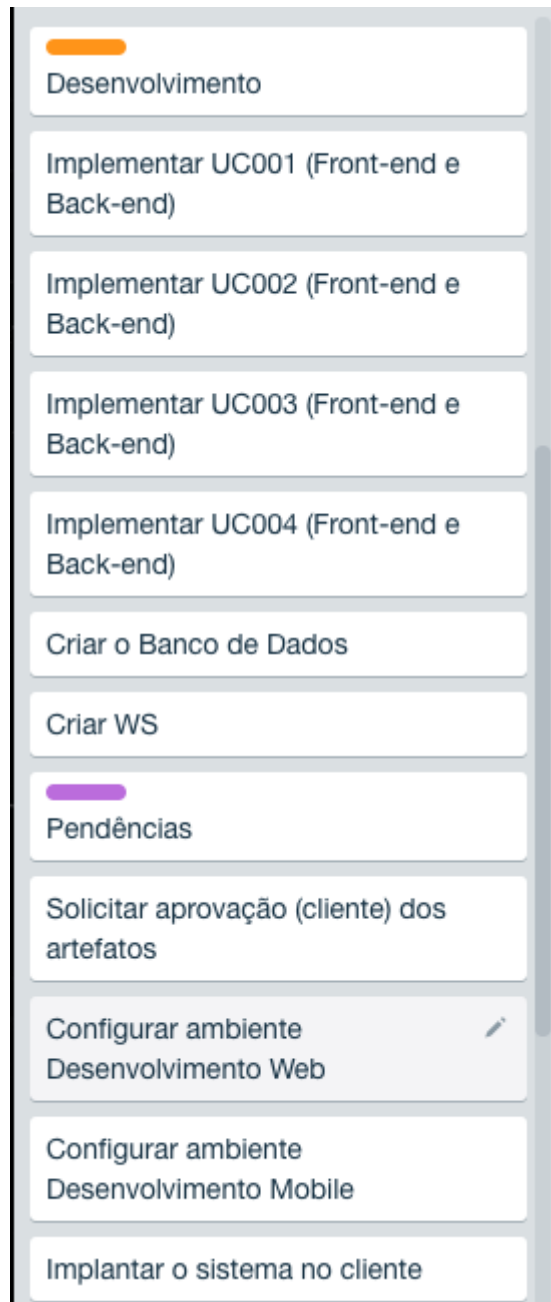 Desenvolvimento
Implementar UC001 (Front-end e
Back-end)
Implementar UC002 (Front-end e
Back-end)
Implementar UC003 (Front-end e
Back-end)
Implementar UC004 (Front-end e
Back-end)
Criar o Banco de Dados
Criar WS
Pendências
Solicitar aprovação (cliente) dos
artefatos
Configurar ambiente
Desenvolvimento Web
Configurar ambiente
Desenvolvimento Mobile
Implantar o sistema no cliente